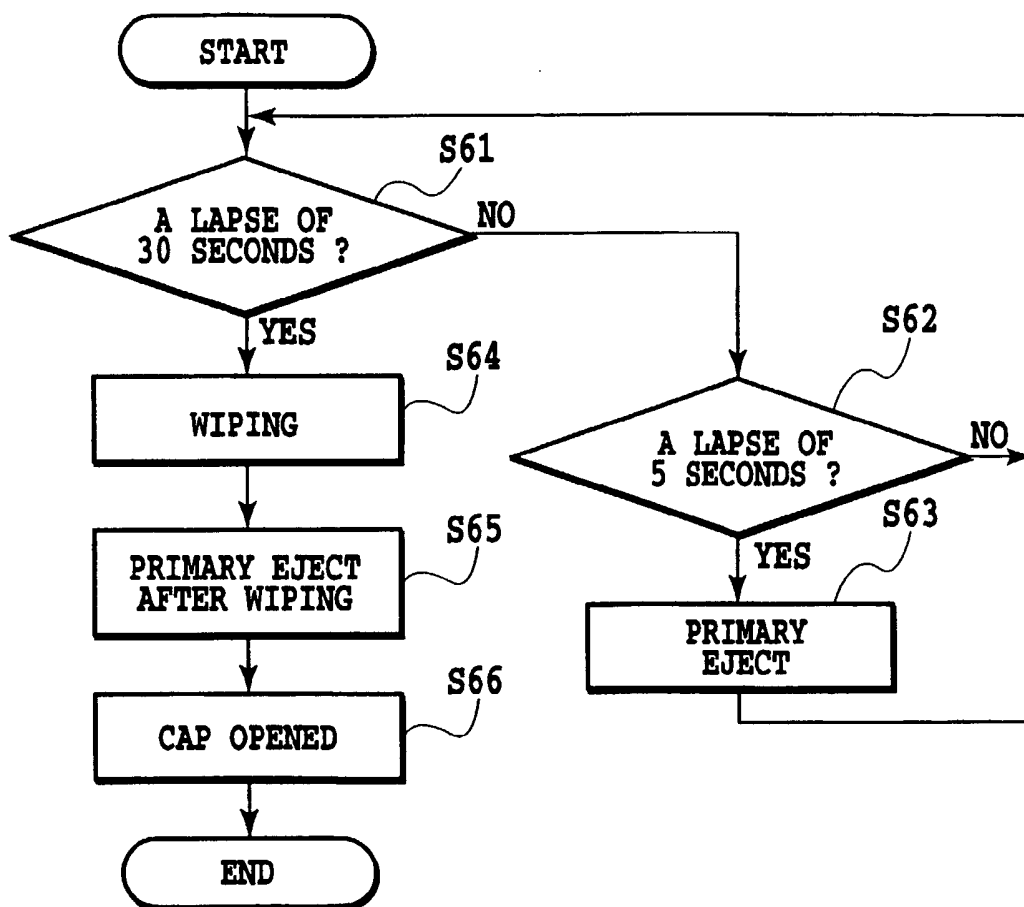 START
S61
A LAPSE OF
30 SECONDS ?
NO
YES
S64
WIPING
S62
A LAPSE OF
5 SECONDS ?
NO
YES
S63
PRIMARY
EJECT
S65
PRIMARY EJECT
AFTER WIPING
S66
CAP OPENED
END